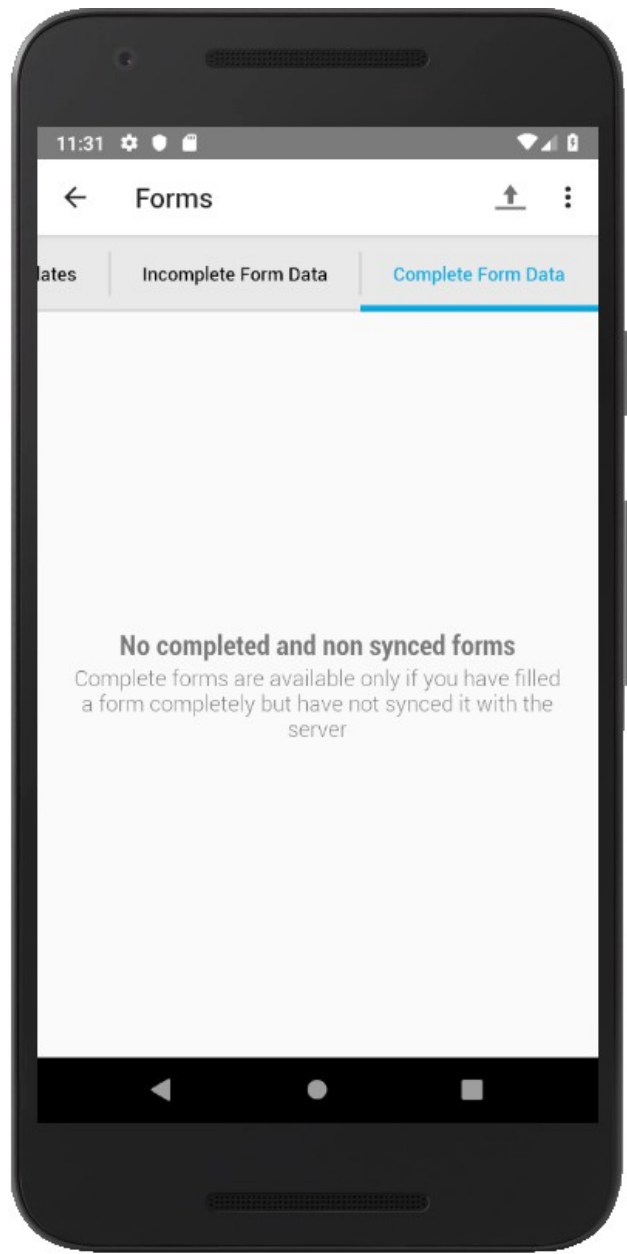 11:31
Forms
lates
Incomplete Form Data
Complete Form Data
No completed and non synced forms
Complete forms are available only if you have filled
a form completely but have not synced it with the
server